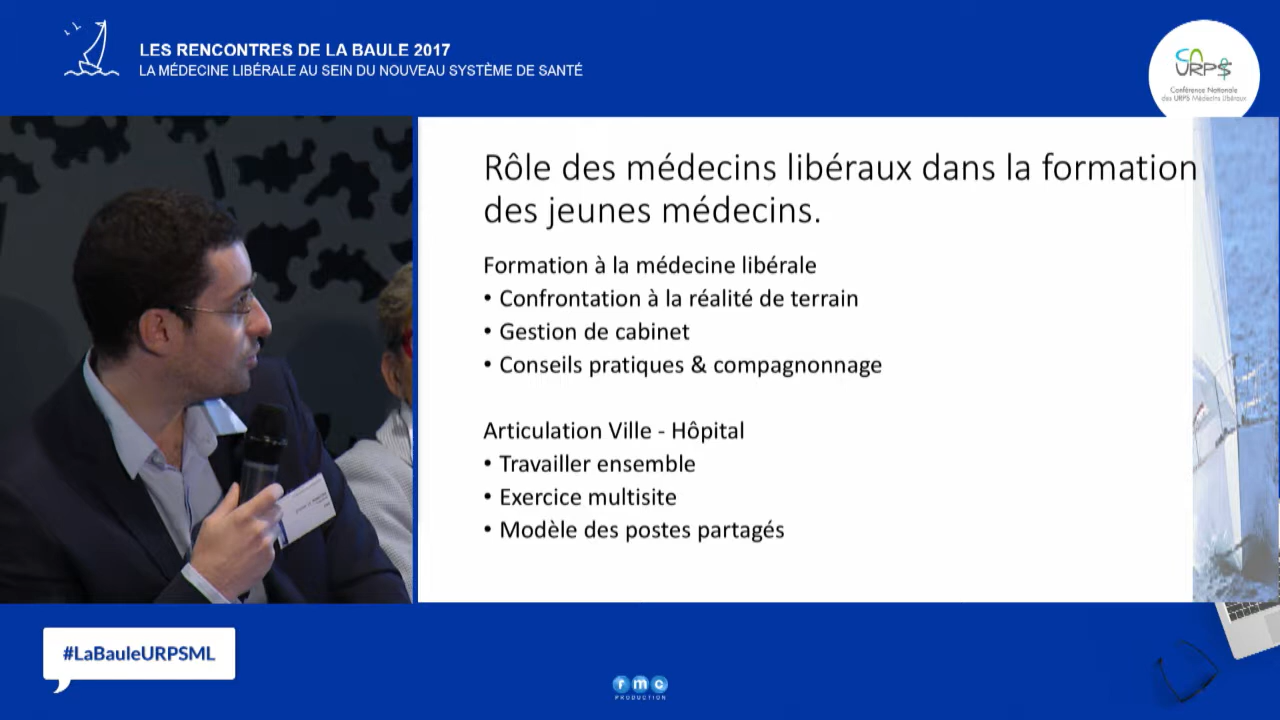 LES RENCONTRES DE LA BAULE 2017
LA MÉDECINE LIBÉRALE AU SEIN DU NOUVEAU SYSTÈME DE SANTÉ
URPS
Conférence Nationale
des URPS Médecins Libéraux
Rôle des médecins libéraux dans la formation
des jeunes médecins.
Formation à la médecine libérale
• Confrontation à la réalité de terrain
• Gestion de cabinet
• Conseils pratiques & compagnonnage
Articulation Ville - Hôpital
• Travailler ensemble
• Exercice multisite
• Modèle des postes partagés
#LaBauleURPSML
fmc
PRODUCTION